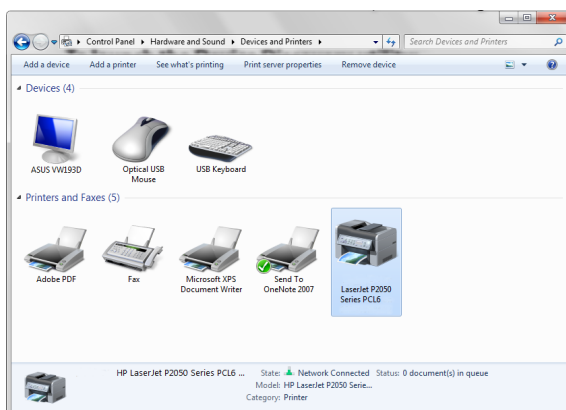 Control Panel ▸ Hardware and Sound ▸ Devices and Printers ▸
Search Devices and Printers
Add a device Add a printer See what's printing Print server properties Remove device
Devices (4)
ASUS VW193D
Optical USB
Mouse
USB Keyboard
Printers and Faxes (5)
Adobe PDF
Fax
Microsoft XPS
Document Writer
Send To
OneNote 2007
LaserJet P2050
Series PCL6
HP LaserJet P2050 Series PCL6 ... State: Network Connected Status: 0 document(s) in queue
Model: HP LaserJet P2050 Serie...
Category: Printer